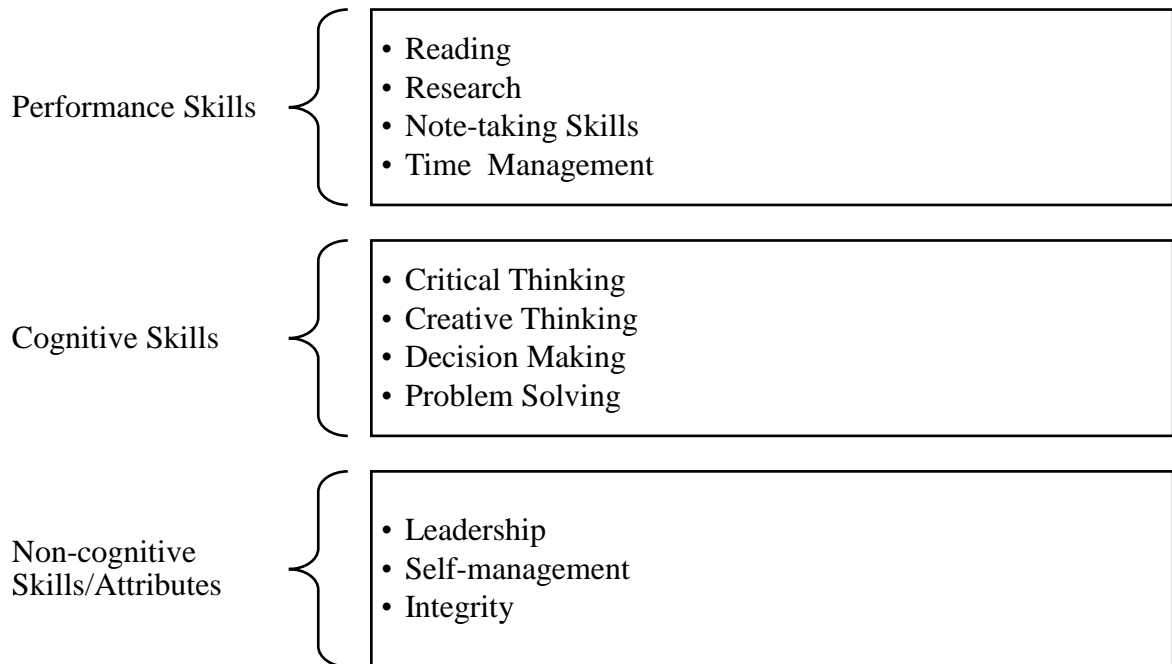 Performance Skills
• Reading
• Research
• Note-taking Skills
• Time  Management
Cognitive Skills
• Critical Thinking
• Creative Thinking
• Decision Making
• Problem Solving
Non-cognitive
Skills/Attributes
• Leadership
• Self-management
• Integrity